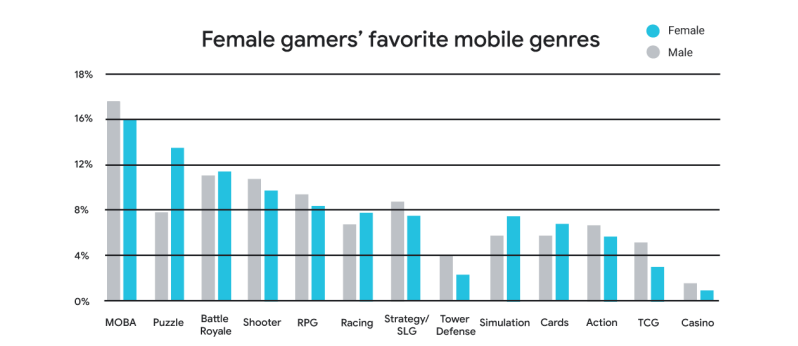 Female gamers’ favorite mobile genres
Female
Male
18%
16%
12%
8%
4%
0%
MOBA
Puzzle
Battle
Royale
Shooter
RPG
Racing
Strategy/
SLG
Tower
Defense
Simulation
Cards
Action
TCG
Casino